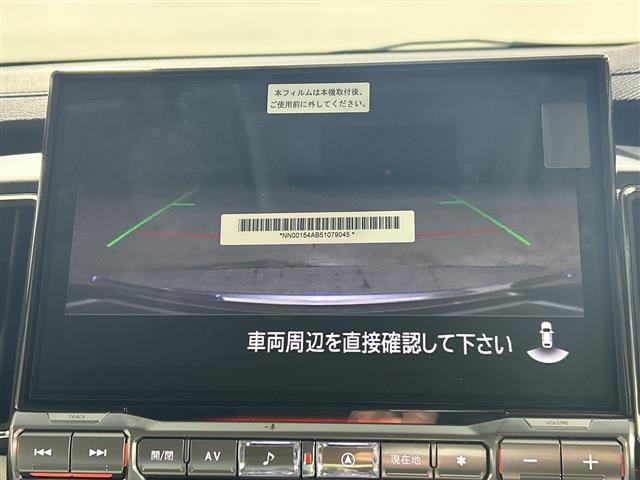 本フィルムは本機取付後、
ご使用前に外してください。
*NN00154AB51079045*
車両周辺を直接確認して下さい
TRACK
VOLUME
開/閉
AV
現在地